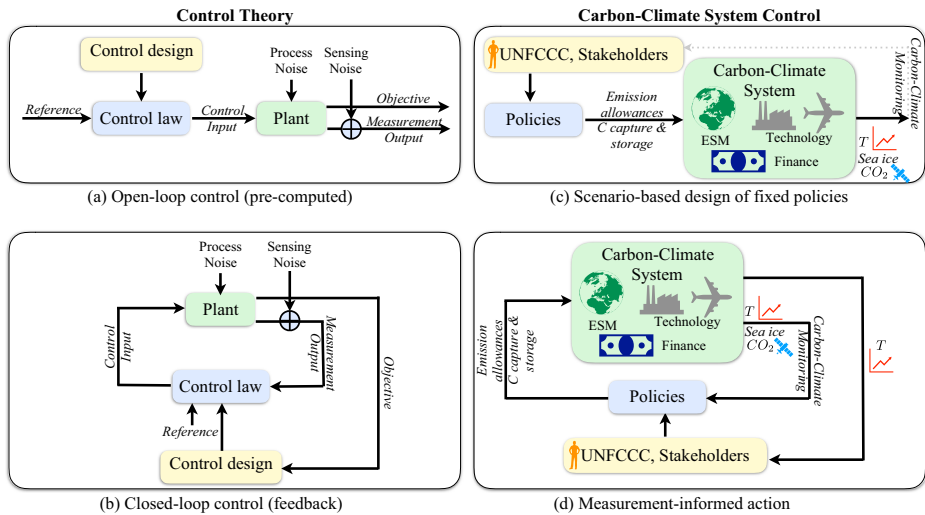 Control Theory
Control design
Process
Noise
Sensing
Noise
Reference
Control law
Control
Input
Plant
Objective
Measurement
Output
(a) Open-loop control (pre-computed)
Carbon-Climate System Control
UNFCCC, Stakeholders
Policies
Emission
allowances
C capture &
storage
Carbon-Climate
System
ESM
Technology
Finance
T
Sea ice
CO2
Carbon-Climate
Monitoring
(c) Scenario-based design of fixed policies
Process
Noise
Sensing
Noise
Plant
Control
Input
Measurement
Output
Objective
Control law
Reference
Control design
(b) Closed-loop control (feedback)
Carbon-Climate
System
ESM
Technology
Finance
Emission
allowances
C capture &
storage
T
Sea ice
CO2
Carbon-Climate
Monitoring
T
Policies
UNFCCC, Stakeholders
(d) Measurement-informed action